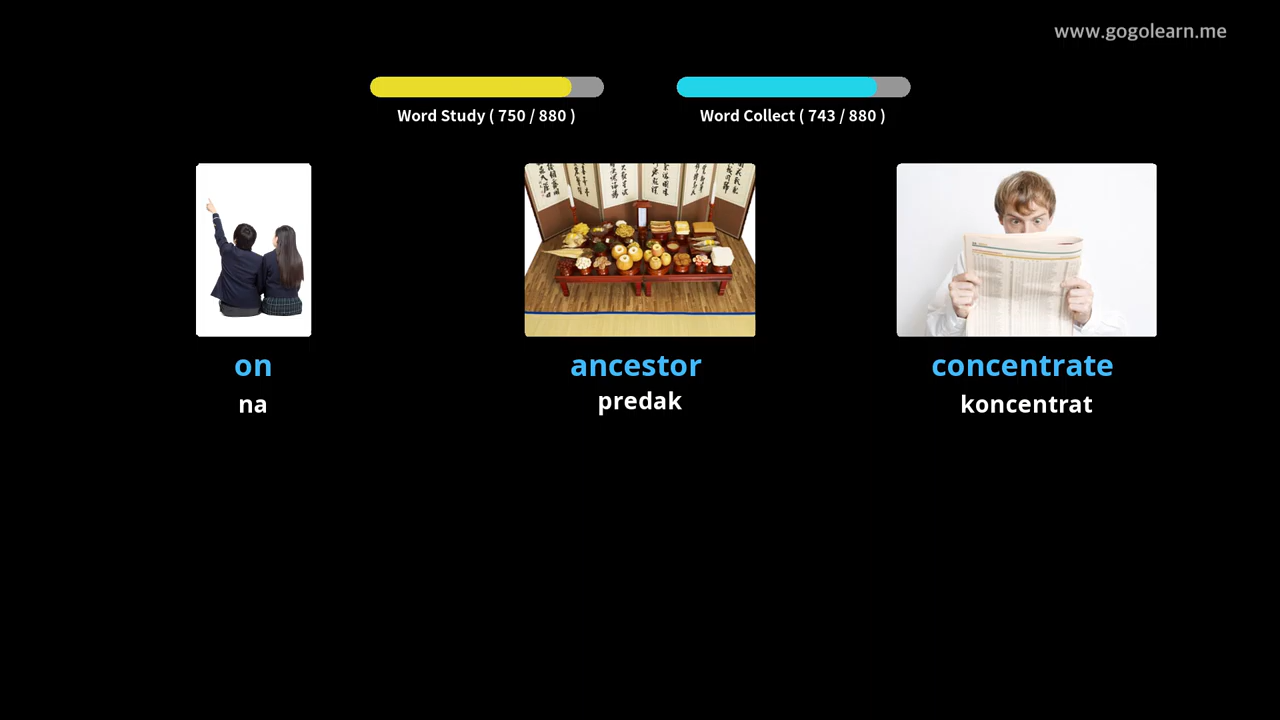 www.gogolearn.me
Word Study ( 750 / 880 )
Word Collect ( 743 / 880 )
on
na
ancestor
predak
concentrate
koncentrat